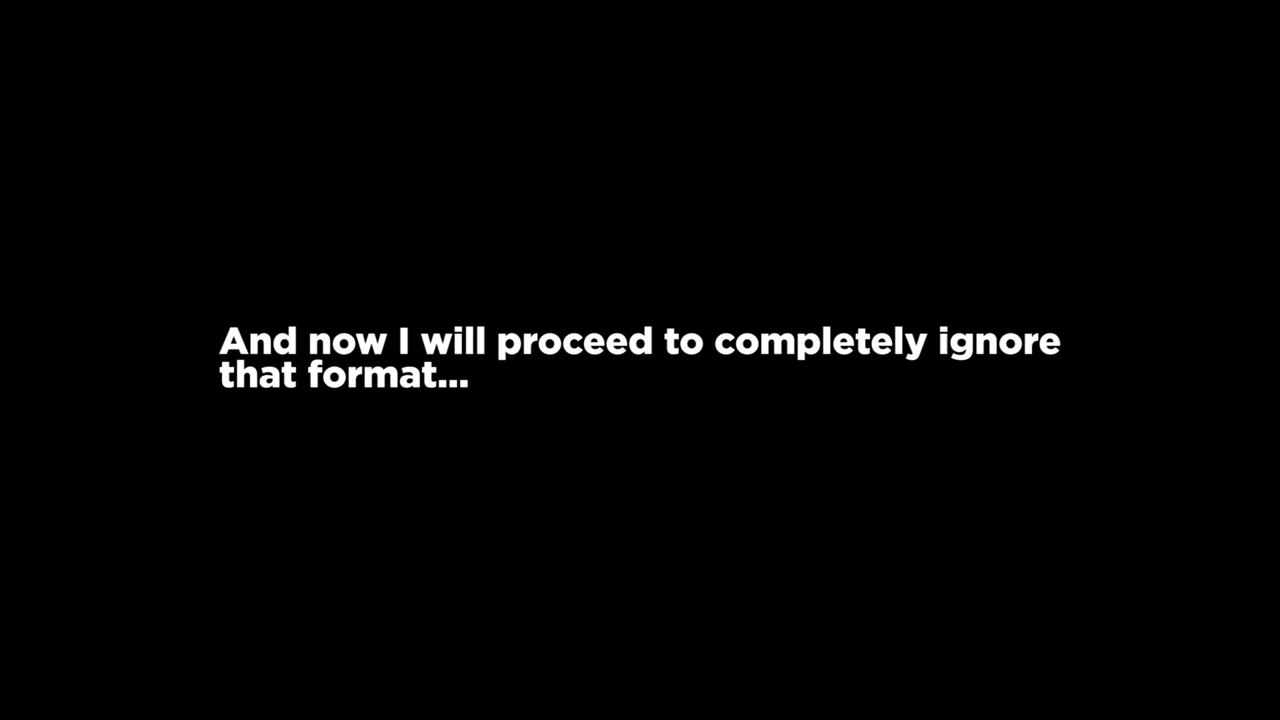 And now I will proceed to completely ignore
that format...